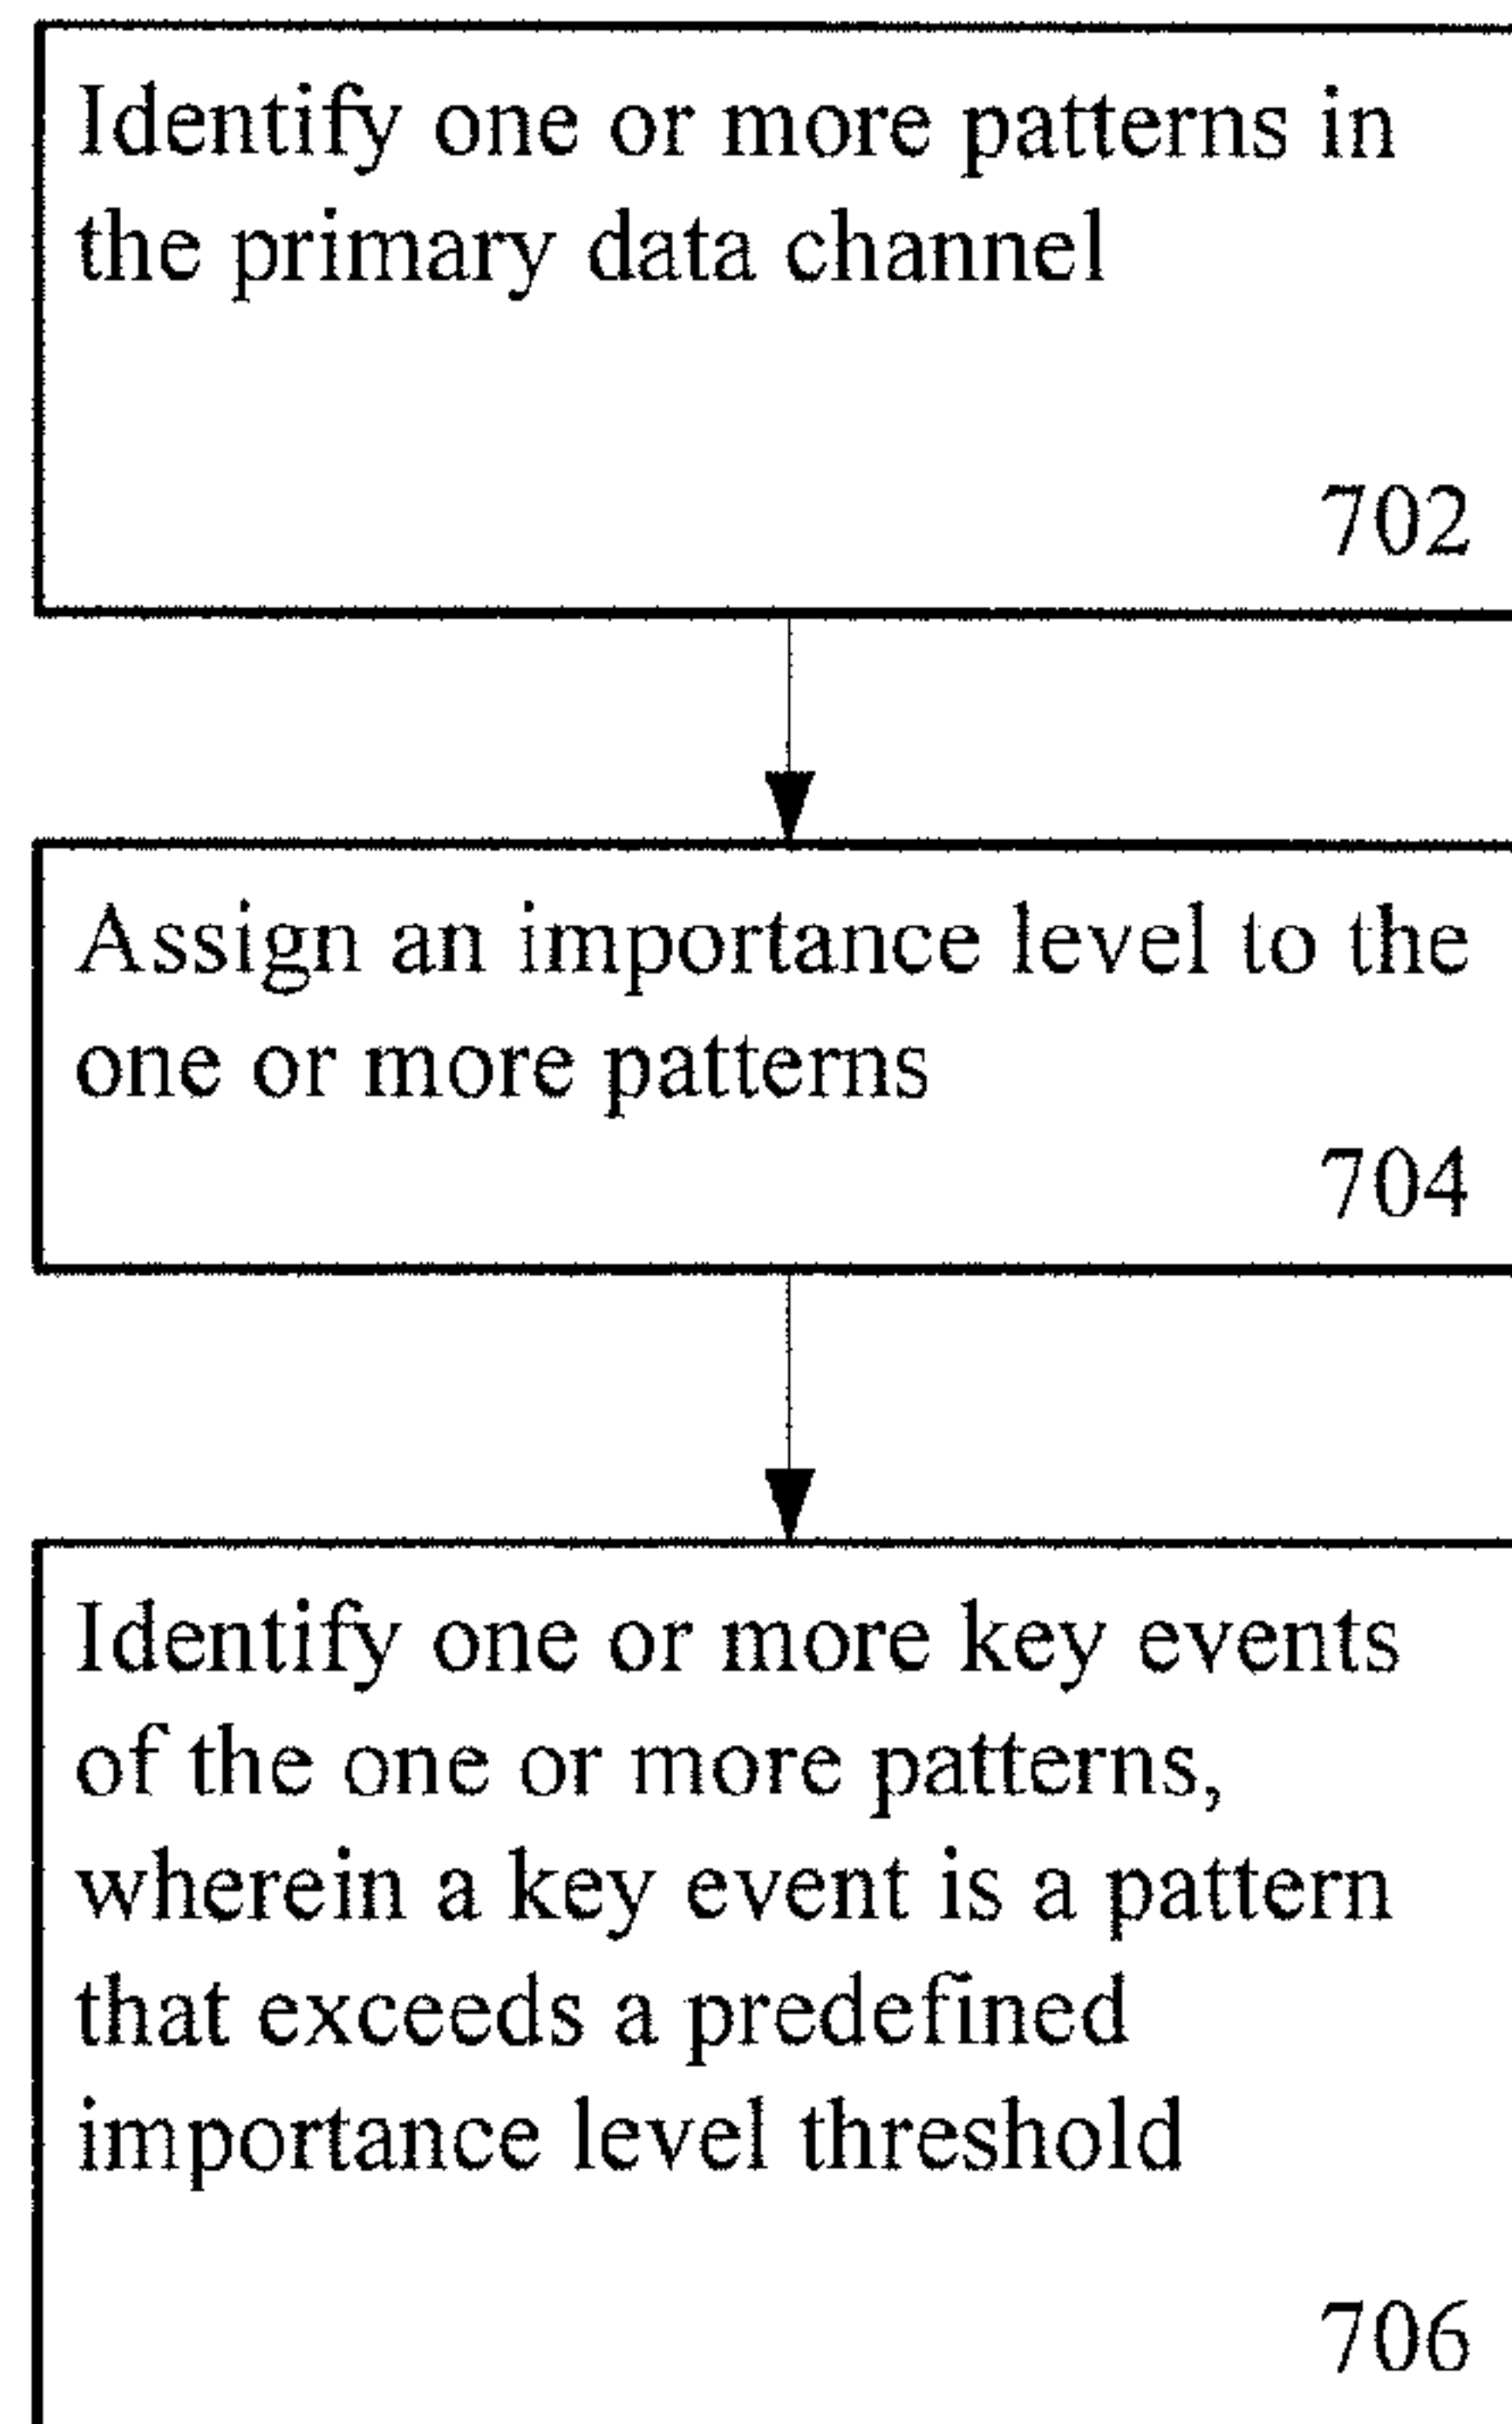 Identify one or more patterns in
the primary data channel
702
Assign an importance level to the
one or more patterns
704
Identify one or more key events
of the one or more patterns,
wherein a key event is a pattern
that exceeds a predefined
importance level threshold
706